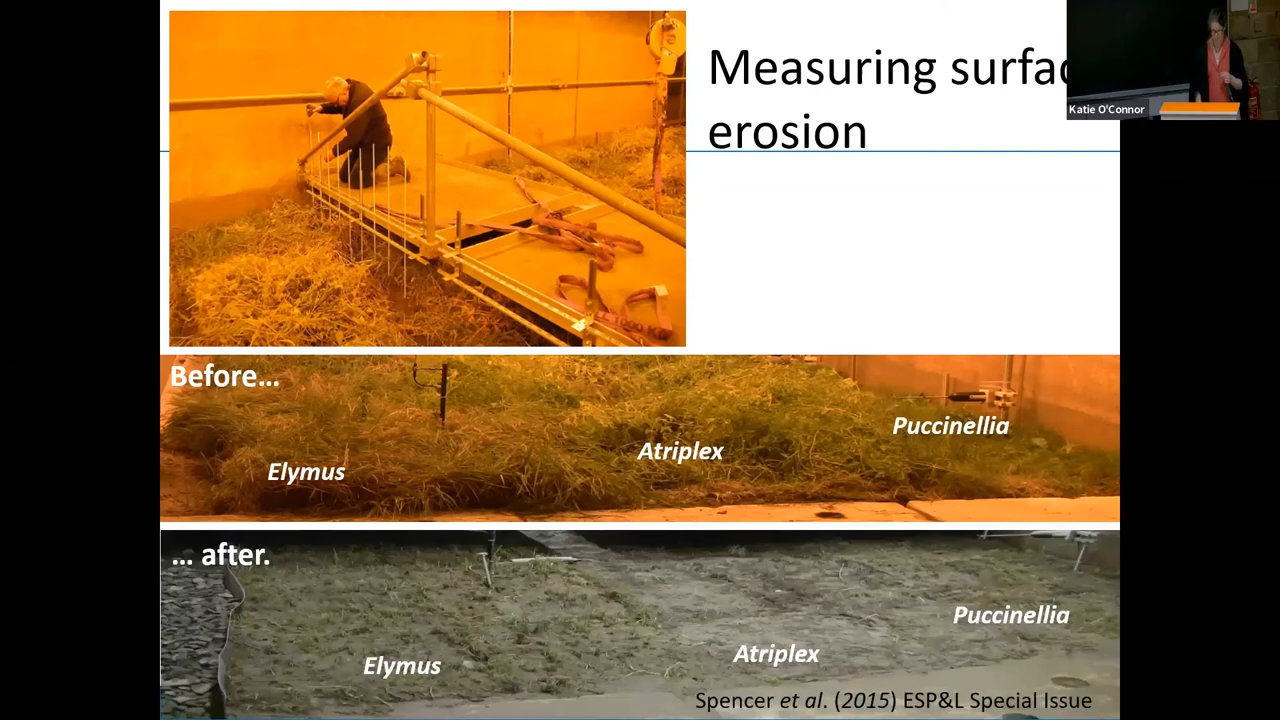 Measuring surfac
erosion
Katie O'Connor
Before...
Puccinellia
Atriplex
Elymus
... after.
Puccinellia
Atriplex
Elymus
Spencer et al. (2015) ESP&L Special Issue